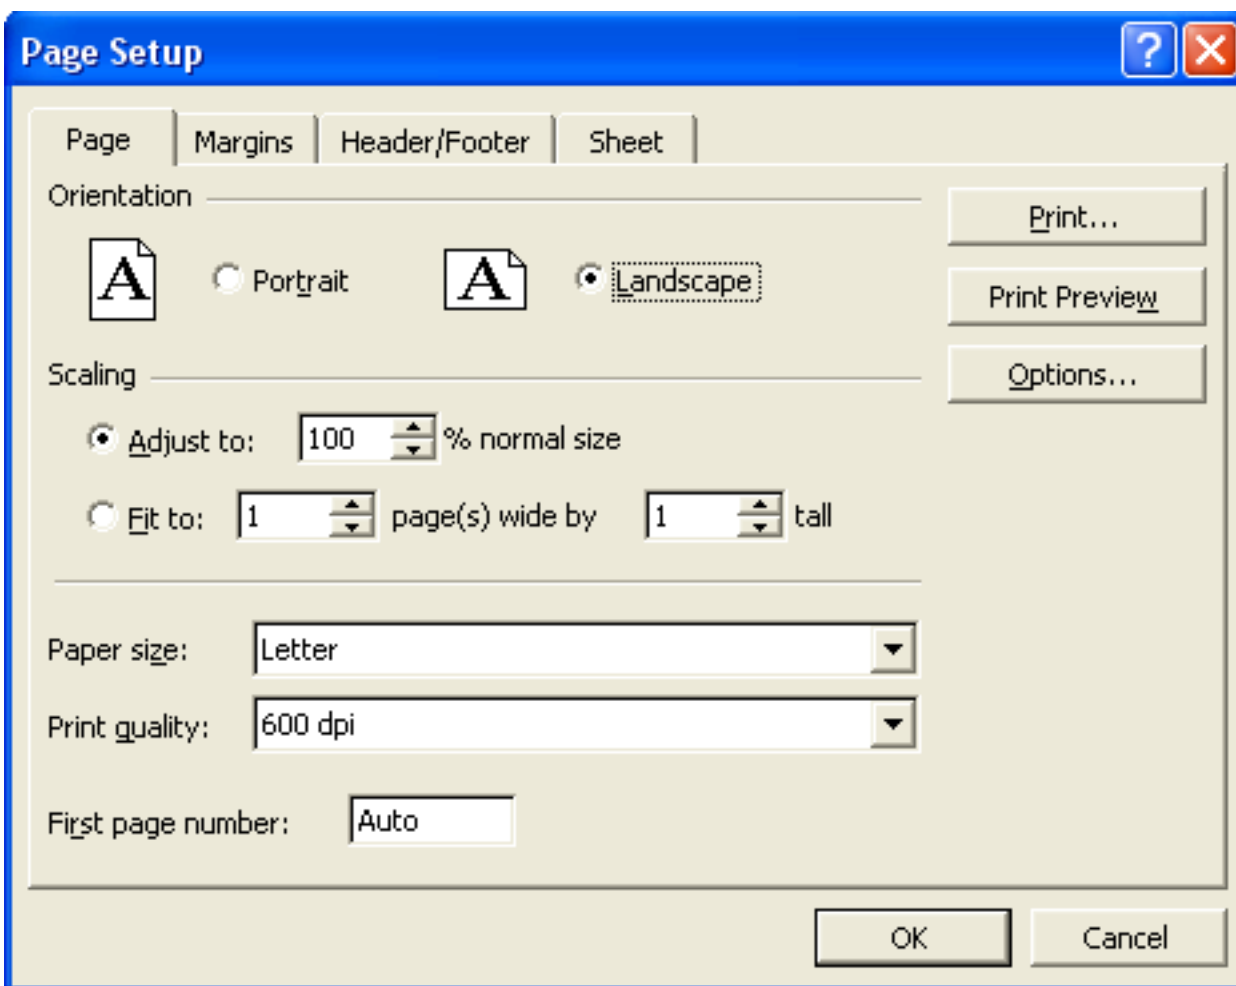 Page Setup
Page Margins Header/Footer Sheet
Orientation
A Portrait A Landscape
Print...
Print Preview
Options...
Scaling
Adjust to: 100 % normal size
Fit to: 1 page(s) wide by 1 tall
Paper size: Letter
Print quality: 600 dpi
First page number: Auto
OK Cancel